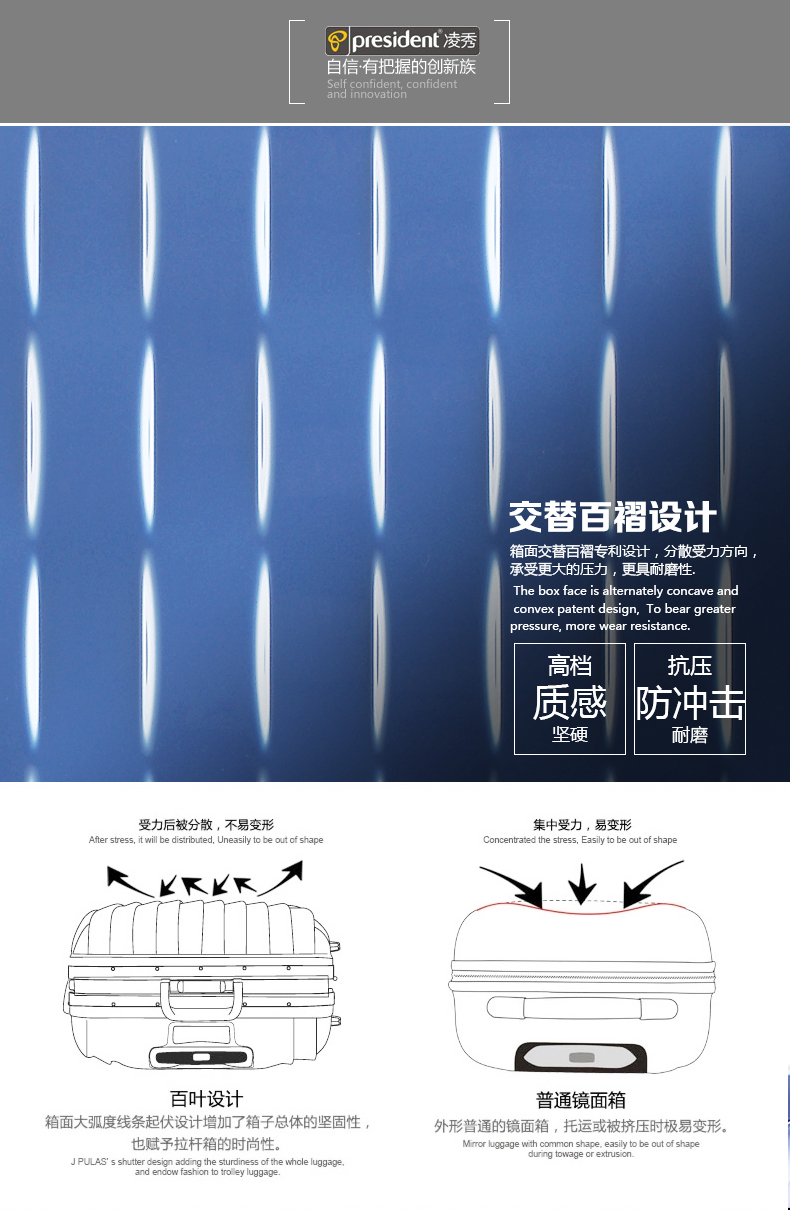 president®凌秀
自信·有把握的创新族
Self confident, confident
and innovation
交替百褶设计
箱面交替百褶专利设计，分散受力方向，
承受更大的压力，更具耐磨性.
The box face is alternately concave and
convex patent design, To bear greater
pressure, more wear resistance.
高档
质感
坚硬
抗压
防冲击
耐磨
受力后被分散，不易变形
After stress, it will be distributed, Uneasily to be out of shape
集中受力，易变形
Concentrated the stress, Easily to be out of shape
百叶设计
箱面大弧度线条起伏设计增加了箱子总体的坚固性，
也赋予拉杆箱的时尚性。
J PULAS' s shutter design adding the sturdiness of the whole luggage,
and endow fashion to trolley luggage.
普通镜面箱
外形普通的镜面箱，托运或被挤压时极易变形。
Mirror luggage with common shape, easily to be out of shape
during towage or extrusion.